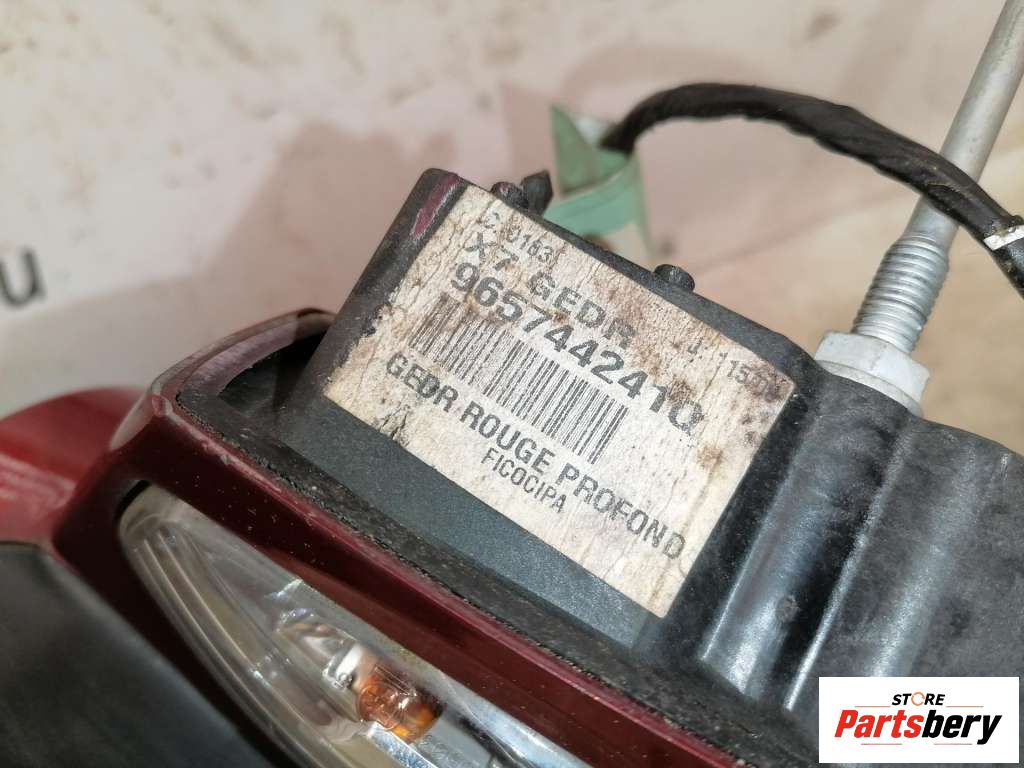 X7 GEDR
9657442410
GEDR ROUGE PROFOND
FICOCIPA
STORE
Partsbery